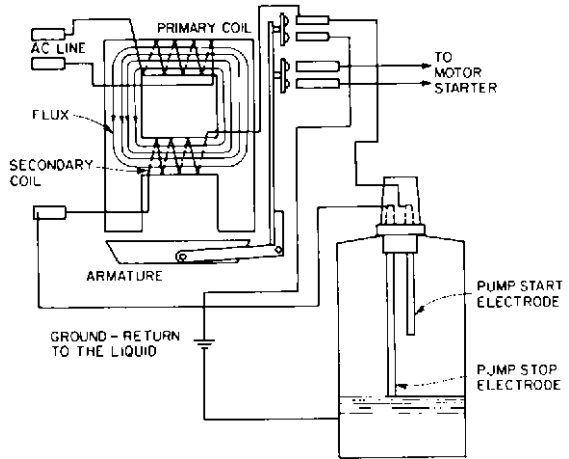 PRIMARY COIL
AC LINE
TO
MOTOR
STARTER
FLUX
SECONDARY
COIL
ARMATURE
PUMP START
ELECTRODE
GROUND – RETURN
TO THE LIQUID
PUMP STOP
ELECTRODE